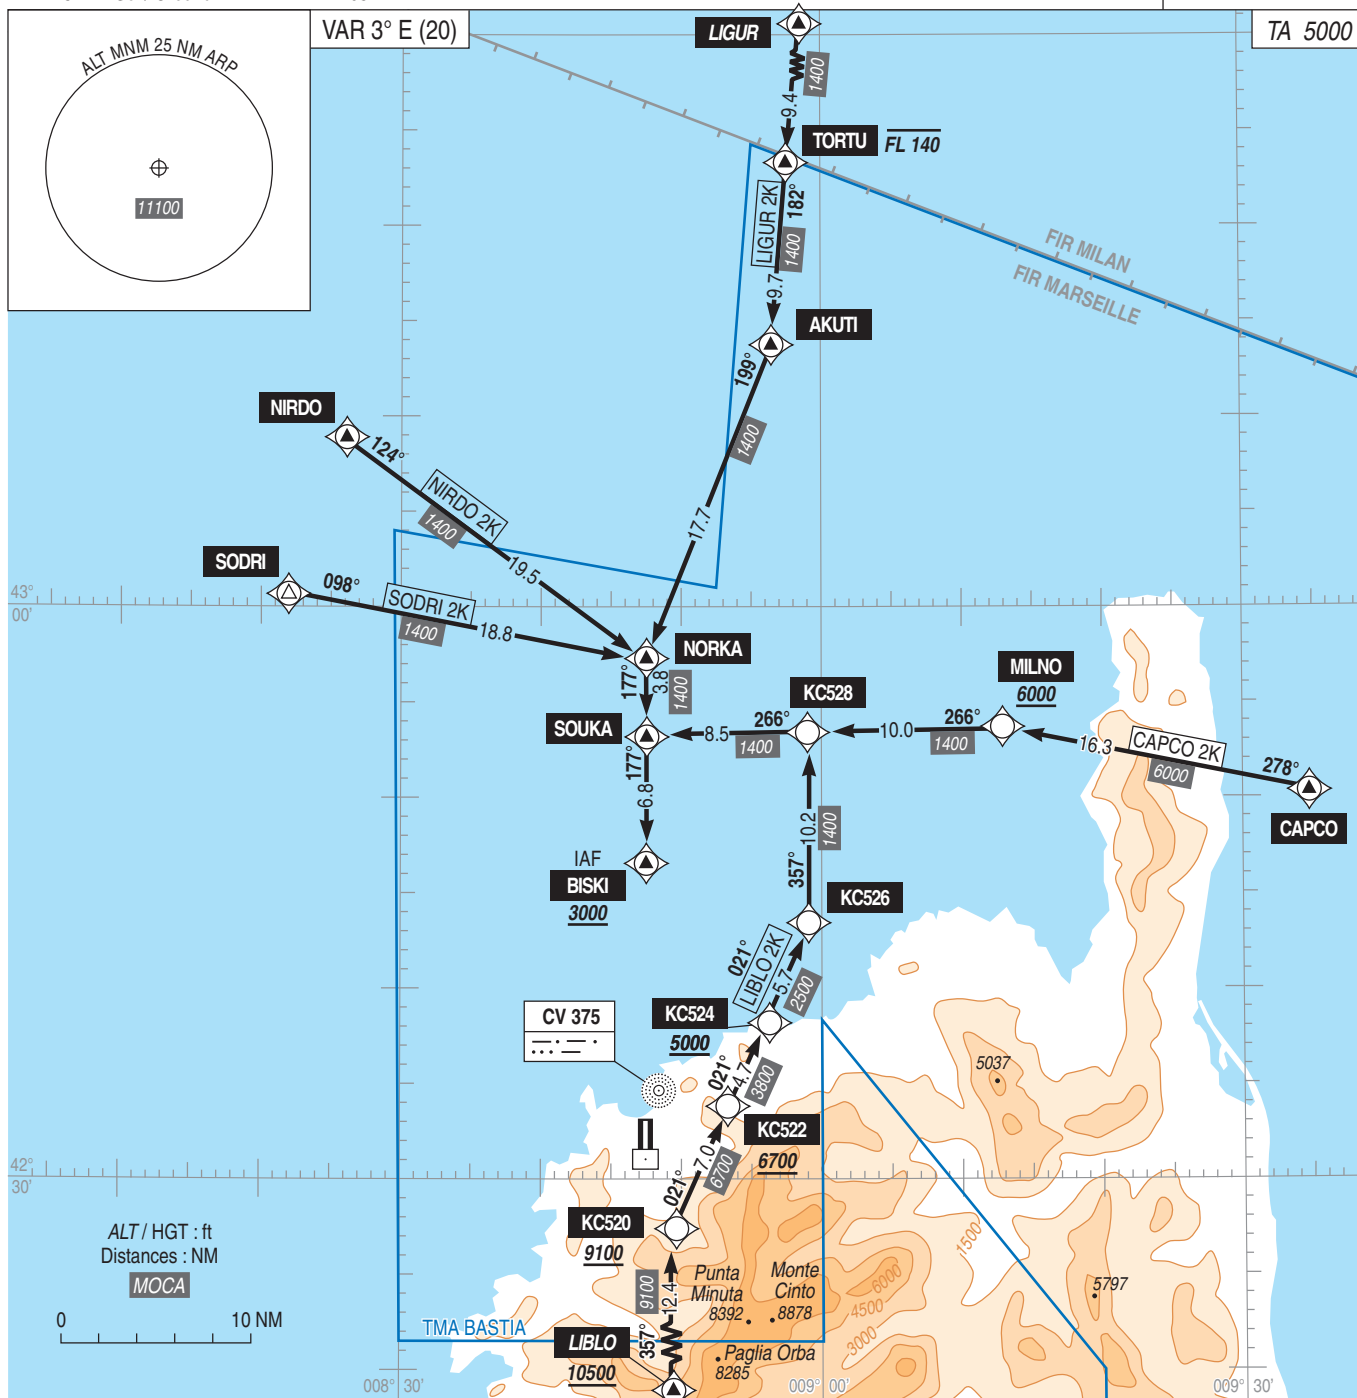 VAR 3° E (20)
TA 5000
ALT MNM 25 NM ARP
11100
LIGUR
1400
9.4
TORTU
FL 140
182°
LIGUR 2K
1400
9.7
FIR MILAN
FIR MARSEILLE
AKUTI
199°
1400
17.7
NIRDO
124°
NIRDO 2K
1400
19.5
SODRI
098°
SODRI 2K
1400
18.8
43°
00'
NORKA
177°
3.8
1400
SOUKA
177°
6.8
IAF
BISKI
3000
KC528
266°
8.5
1400
MILNO
6000
266°
10.0
1400
CAPCO 2K
16.3
6000
278°
CAPCO
10.2
1400
357°
KC526
021°
LIBLO 2K
5.7
2500
KC524
5000
CV 375
021°
4.7
3800
KC522
6700
021°
7.0
6700
5037
42°
30'
KC520
9100
ALT / HGT : ft
Distances : NM
MOCA
0
10 NM
9100
12.4
357°
Punta
Minuta
8392
Monte
Cinto
8878
Paglia Orba
8285
6000
4500
3000
1500
5797
TMA BASTIA
LIBLO
10500
008° 30'
009° 00'
009° 30'